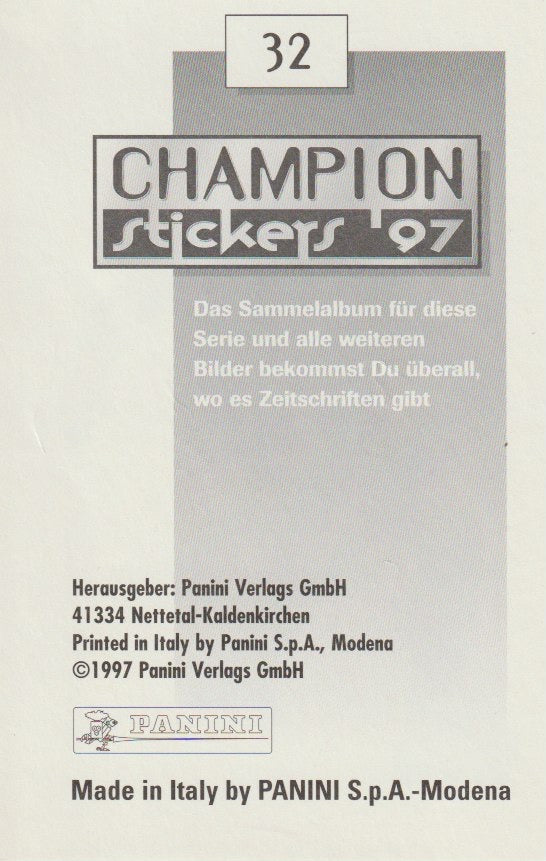 32
CHAMPION
stickers '97
Das Sammelalbum für diese
Serie und alle weiteren
Bilder bekommst Du überall,
wo es Zeitschriften gibt
Herausgeber: Panini Verlags GmbH
41334 Nettetal-Kaldenkirchen
Printed in Italy by Panini S.p.A., Modena
©1997 Panini Verlags GmbH
PANINI
Made in Italy by PANINI S.p.A.-Modena